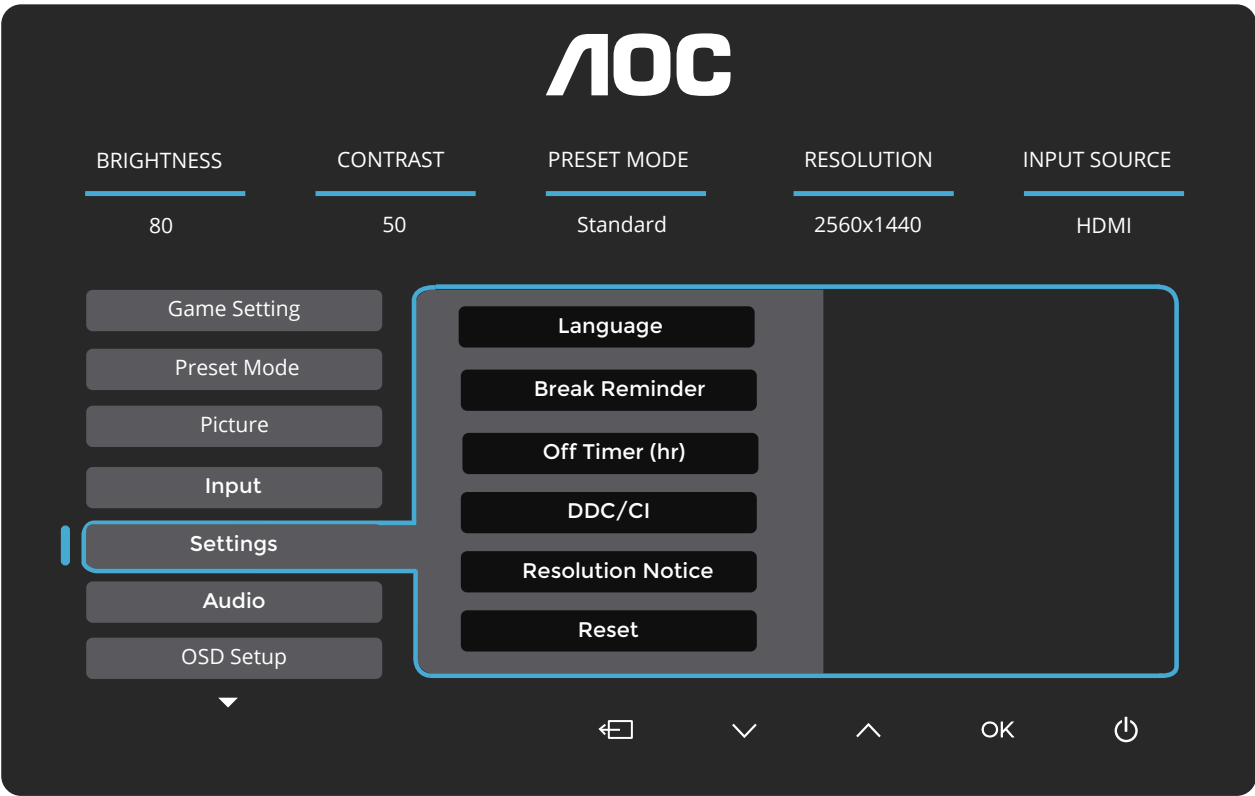 AOC
BRIGHTNESS CONTRAST PRESET MODE RESOLUTION INPUT SOURCE
80 50 Standard 2560x1440 HDMI
Game Setting
Preset Mode
Picture
Input
Settings
Audio
OSD Setup
Language
Break Reminder
Off Timer (hr)
DDC/CI
Resolution Notice
Reset
OK